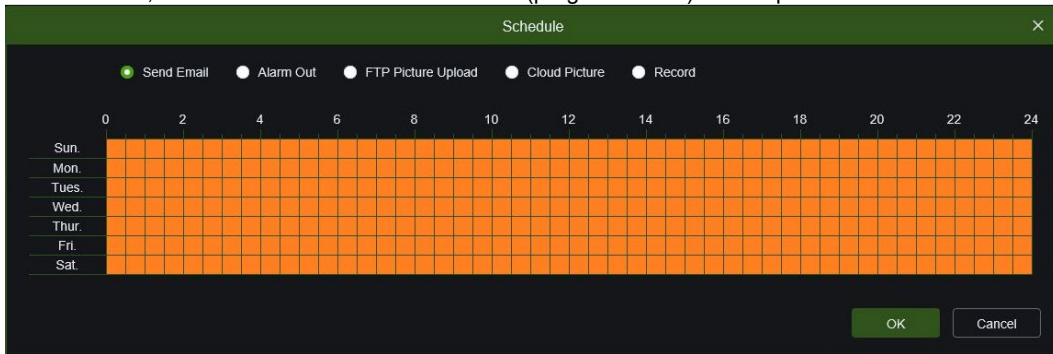 Schedule
Send Email Alarm Out FTP Picture Upload Cloud Picture Record
0 2 4 6 8 10 12 14 16 18 20 22 24
Sun.
Mon.
Tues.
Wed.
Thur.
Fri.
Sat.
OK Cancel